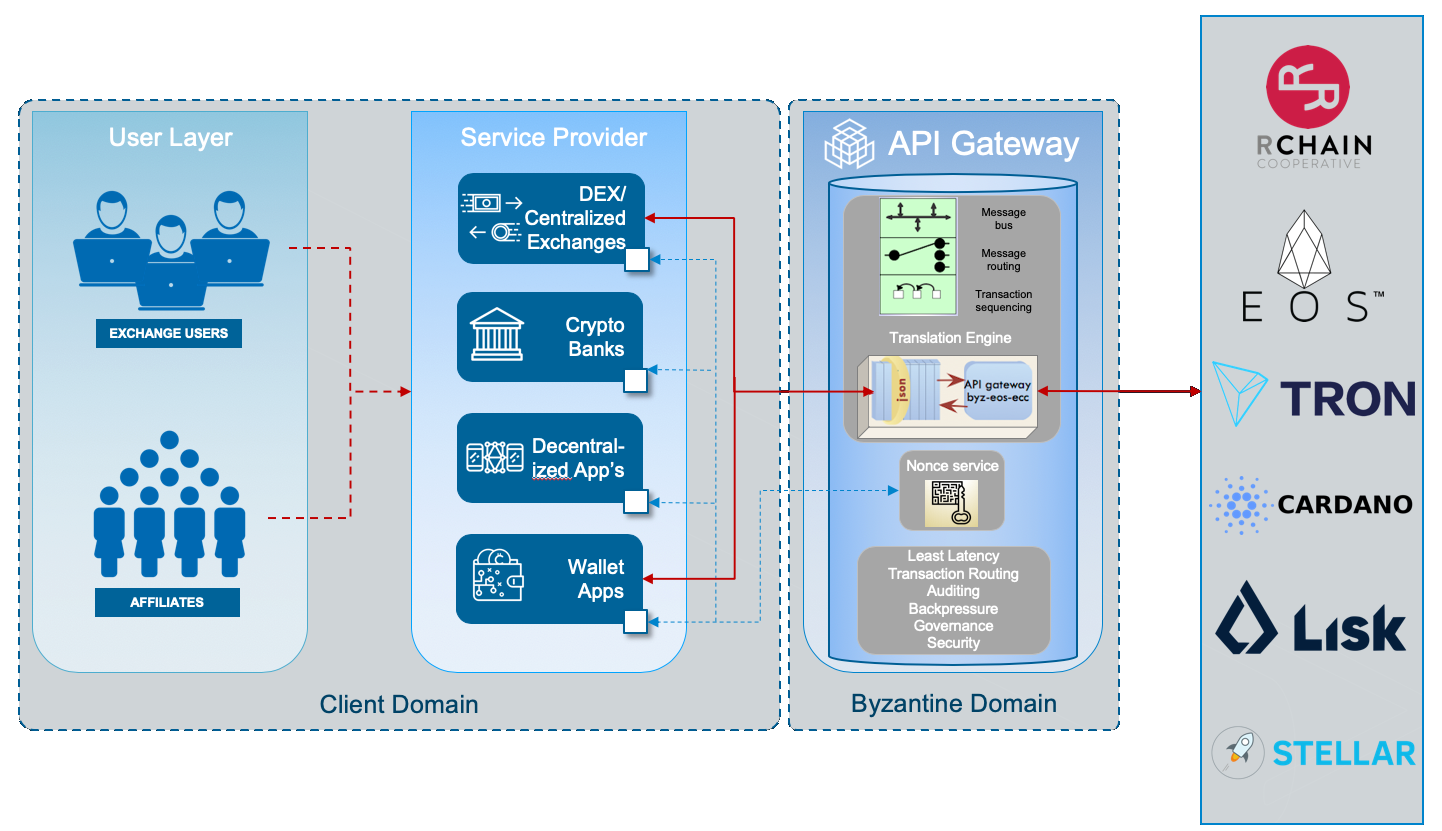 User Layer
EXCHANGE USERS
AFFILIATES
Service Provider
DEX/
Centralized
Exchanges
Crypto
Banks
Decentral-
ized App's
Wallet
Apps
Client Domain
API Gateway
Message
bus
Message
routing
Transaction
sequencing
Translation Engine
json
API gateway
byz-eos-ecc
Nonce service
Least Latency
Transaction Routing
Auditing
Backpressure
Governance
Security
Byzantine Domain
RCHAIN
COOPERATIVE
EOS™
TRON
CARDANO
Lisk
STELLAR